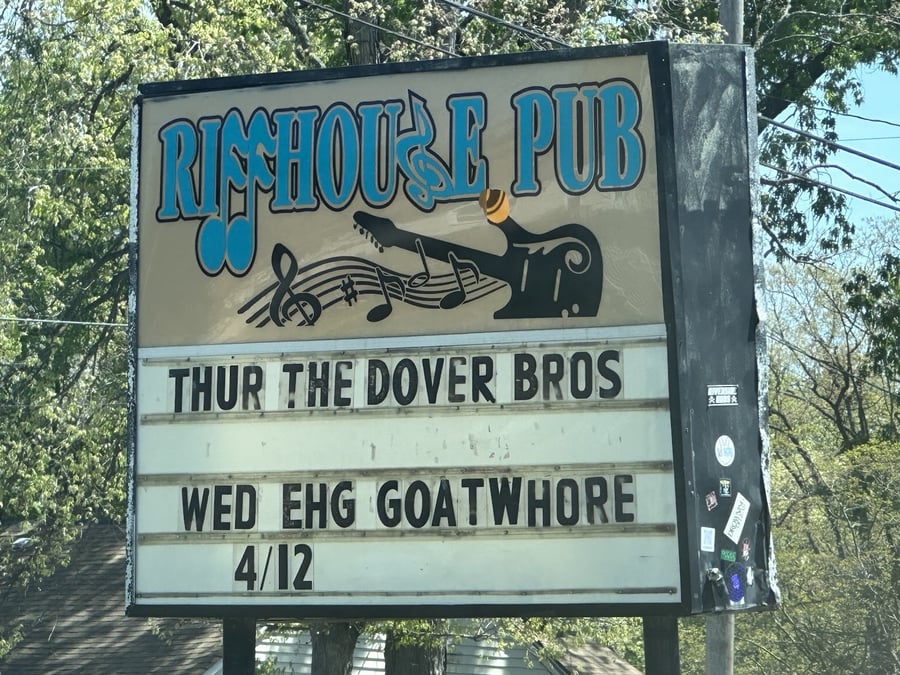 RIFFHOUSE PUB
THUR THE DOVER BROS
WED EHG GOATWHORE
4/12